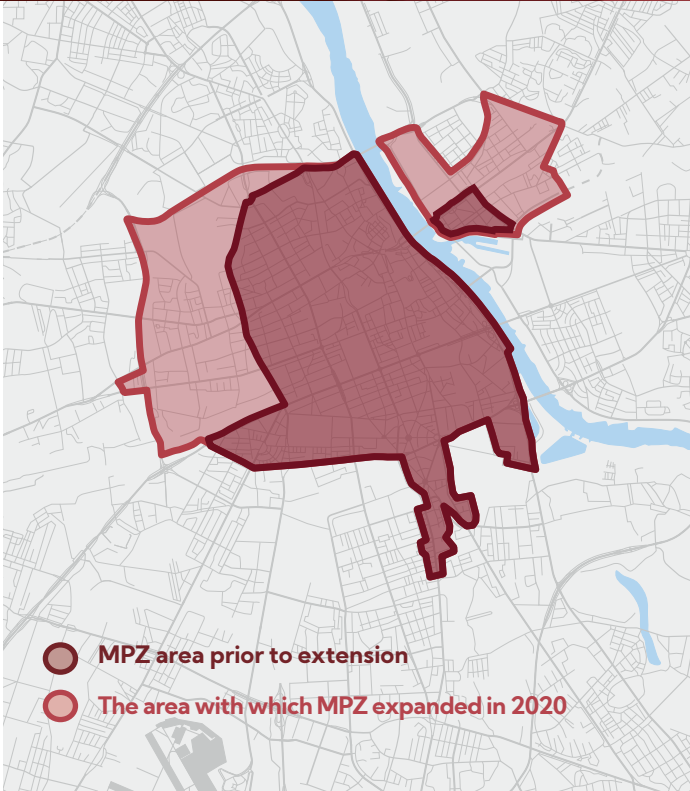 MPZ area prior to extension
The area with which MPZ expanded in 2020